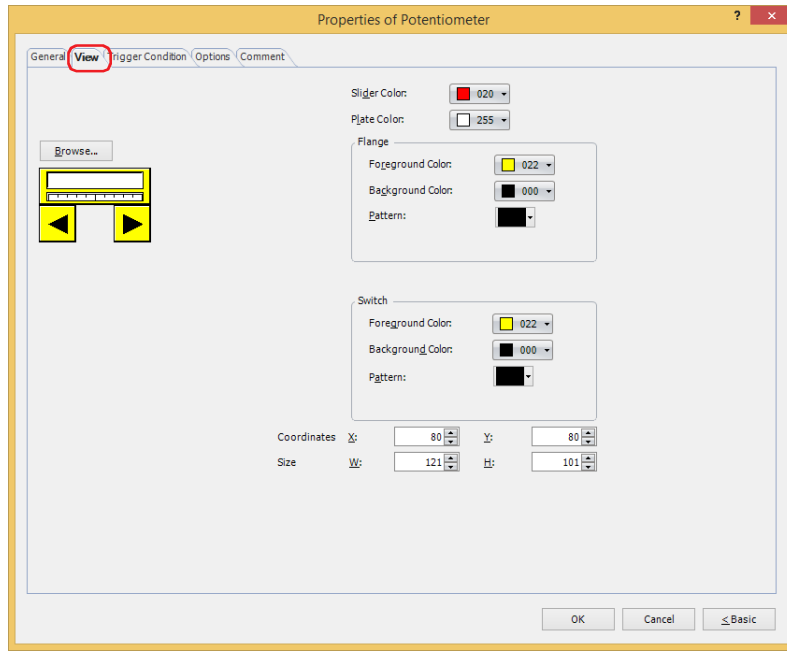 Properties of Potentiometer ? ×
General View Trigger Condition Options Comment
Slider Color: 020
Plate Color: 255
Browse...
Flange
Foreground Color: 022
Background Color: 000
Pattern:
Switch
Foreground Color: 022
Background Color: 000
Pattern:
Coordinates X: 80 Y: 80
Size W: 121 H: 101
OK Cancel < Basic